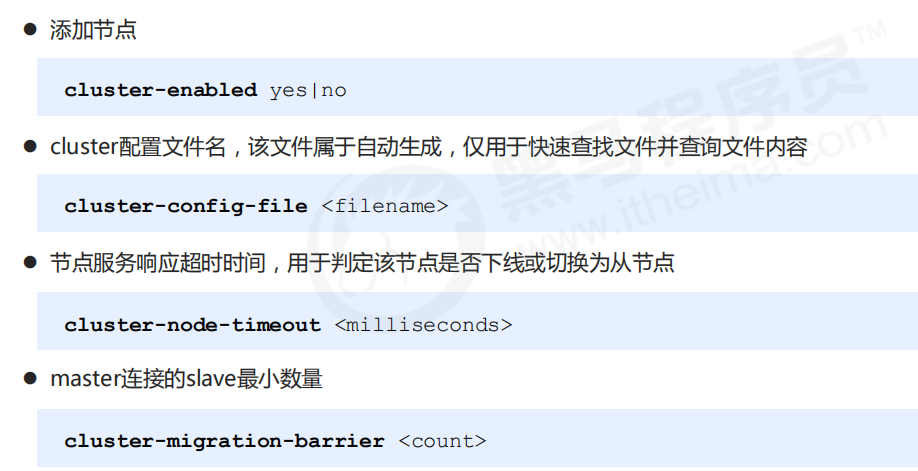 ● 添加节点
cluster-enabled yes|no
● cluster配置文件名，该文件属于自动生成，仅用于快速查找文件并查询文件内容
cluster-config-file <filename>
● 节点服务响应超时时间，用于判定该节点是否下线或切换为从节点
cluster-node-timeout <milliseconds>
● master连接的slave最小数量
cluster-migration-barrier <count>
黑马程序员™
www.itheima.com